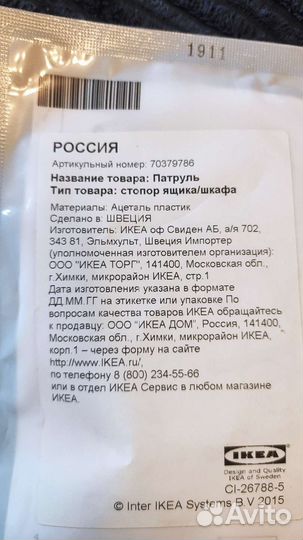 1911
РОССИЯ
Артикульный номер: 70379786
Название товара: Патруль
Тип товара: стопор ящика/шкафа
Материалы: Ацеталь пластик
Сделано в: ШВЕЦИЯ
Изготовитель: ИКЕА оф Свиден АБ, а/я 702,
343 81, Эльмхульт, Швеция Импортер
(уполномоченная изготовителем организация):
ООО "ИКЕА ТОРГ", 141400, Московская обл.,
г.Химки, микрорайон ИКЕА, стр.1
Дата изготовления указана в формате
ДД.ММ.ГГ на этикетке или упаковке По
вопросам качества товаров ИКЕА обращайтесь
к продавцу: ООО "ИКЕА ДОМ", Россия, 141400,
Московская обл., г.Химки, микрорайон ИКЕА,
корп.1 – через форму на сайте
http://www.IKEA.ru,
по телефону 8 (800) 234-55-66
или в отдел ИКЕА Сервис в любом магазине
ИКЕА.
IKEA
Design and Quality
IKEA of Sweden
CI-26788-5
© Inter IKEA Systems B.V. 2015
Avito